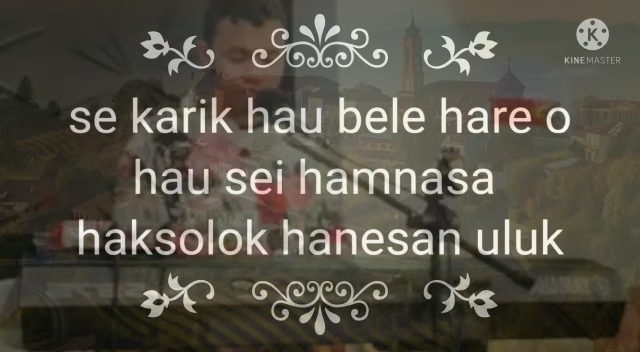 KINEMASTER
se karik hau bele hare o
hau sei hamnasa
haksolok hanesan uluk